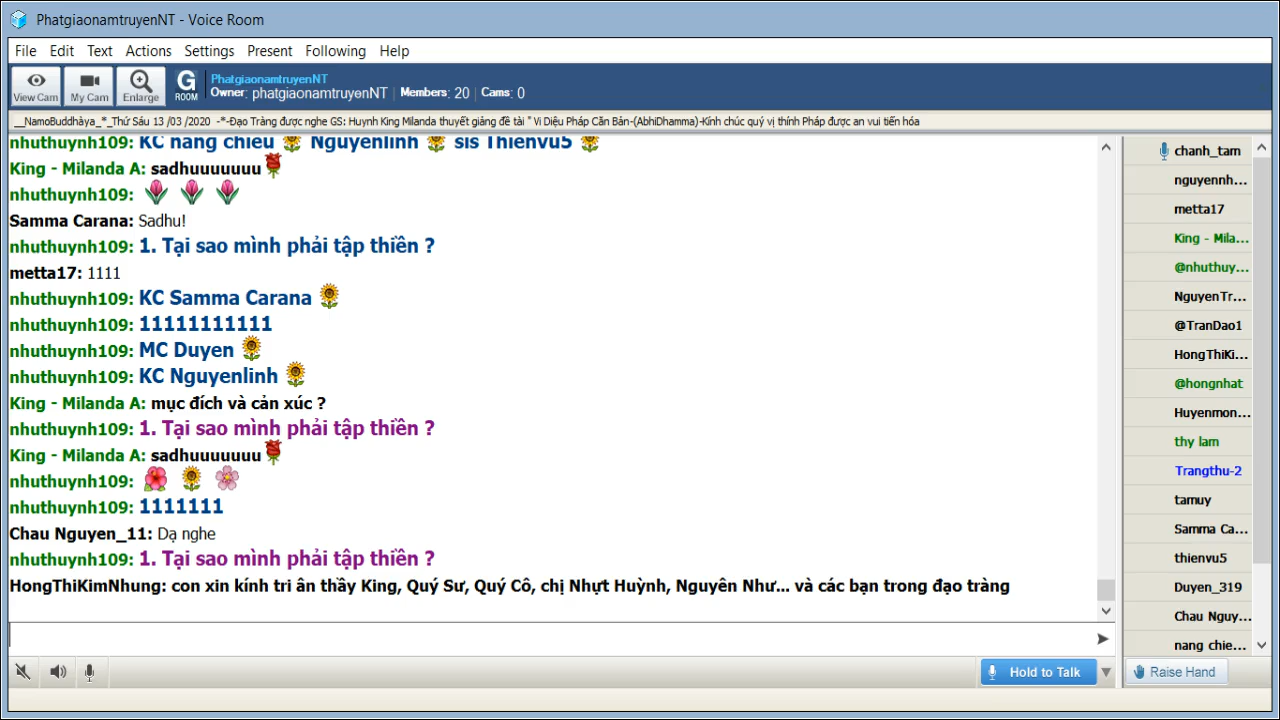 PhatgiaonamtruyenNT - Voice Room
File Edit Text Actions Settings Present Following Help
View Cam My Cam Enlarge G ROOM
PhatgiaonamtruyenNT
Owner: phatgiaonamtruyenNT Members: 20 Cams: 0
__NamoBuddhàya_*_Thứ Sáu 13 /03 /2020 -*-Đạo Tràng được nghe GS: Huynh King Milanda thuyết giảng đề tài " Vi Diệu Pháp Căn Bản-(AbhiDhamma)-Kính chúc quý vị thính Pháp được an vui tiến hóa
nhuthuynh109: KC nang chieu Nguyenlinh sis Thienvu5
King - Milanda A: sadhuuuuuuu
nhuthuynh109:
Samma Carana: Sadhu!
nhuthuynh109: 1. Tại sao mình phải tập thiền ?
metta17: 1111
nhuthuynh109: KC Samma Carana
nhuthuynh109: 11111111111
nhuthuynh109: MC Duyen
nhuthuynh109: KC Nguyenlinh
King - Milanda A: mục đích và cản xúc ?
nhuthuynh109: 1. Tại sao mình phải tập thiền ?
King - Milanda A: sadhuuuuuuu
nhuthuynh109:
nhuthuynh109: 1111111
Chau Nguyen_11: Dạ nghe
nhuthuynh109: 1. Tại sao mình phải tập thiền ?
HongThiKimNhung: con xin kính tri ân thầy King, Quý Sư, Quý Cô, chị Nhựt Huỳnh, Nguyên Như... và các bạn trong đạo tràng
chanh_tam
nguyennh...
metta17
King - Mila...
@nhuthuy...
NguyenTr...
@TranDao1
HongThiKi...
@hongnhat
Huyenmon...
thy lam
Trangthu-2
tamuy
Samma Ca...
thienvu5
Duyen_319
Chau Nguy...
nang chie...
Hold to Talk
Raise Hand